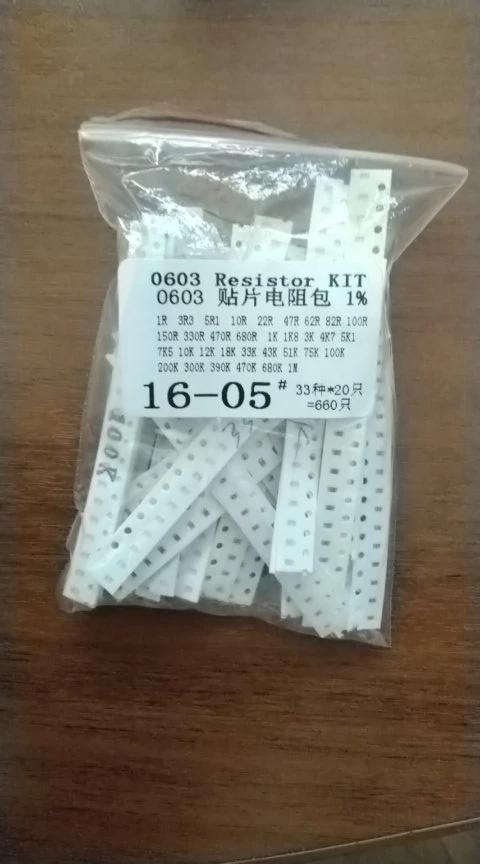 0603 Resistor KIT
0603 贴片电阻包 1%
1R 3R3 5R1 10R 22R 47R 62R 82R 100R
150R 330R 470R 680R 1K 1K8 3K 4K7 5K1
7K5 10K 12K 18K 33K 43K 51K 75K 100K
200K 300K 390K 470K 680K 1M
16-05# 33种*20只
=660只
100K